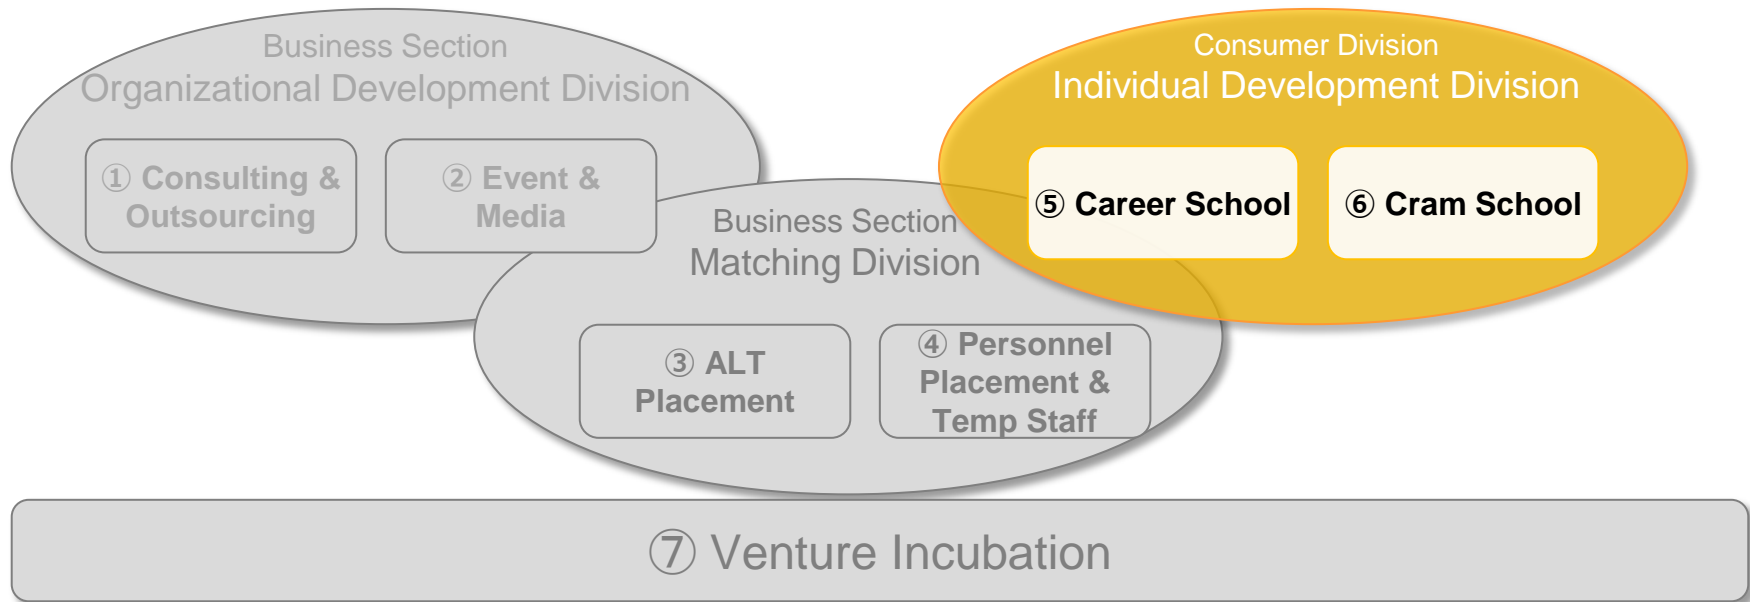 Business Section
Organizational Development Division
① Consulting &
Outsourcing
② Event &
Media
Business Section
Matching Division
③ ALT
Placement
④ Personnel
Placement &
Temp Staff
Consumer Division
Individual Development Division
⑤ Career School
⑥ Cram School
⑦ Venture Incubation